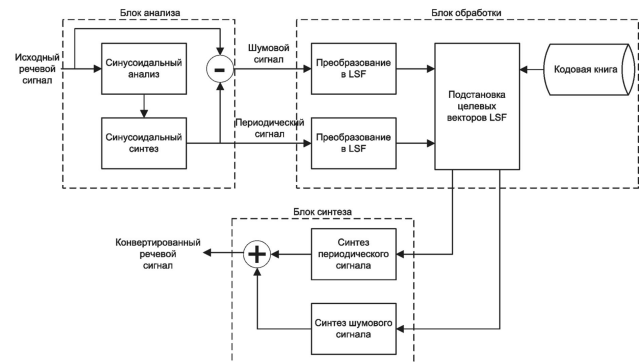 Блок анализа
Блок обработки
Исходный
речевой
сигнал
Синусоидальный
анализ
-
Шумовой
сигнал
Преобразование
в LSF
Подстановка
целевых
векторов LSF
Кодовая книга
Синусоидальный
синтез
Периодический
сигнал
Преобразование
в LSF
Блок синтеза
Конвертированный
речевой
сигнал
+
Синтез
периодического
сигнала
Синтез шумового
сигнала